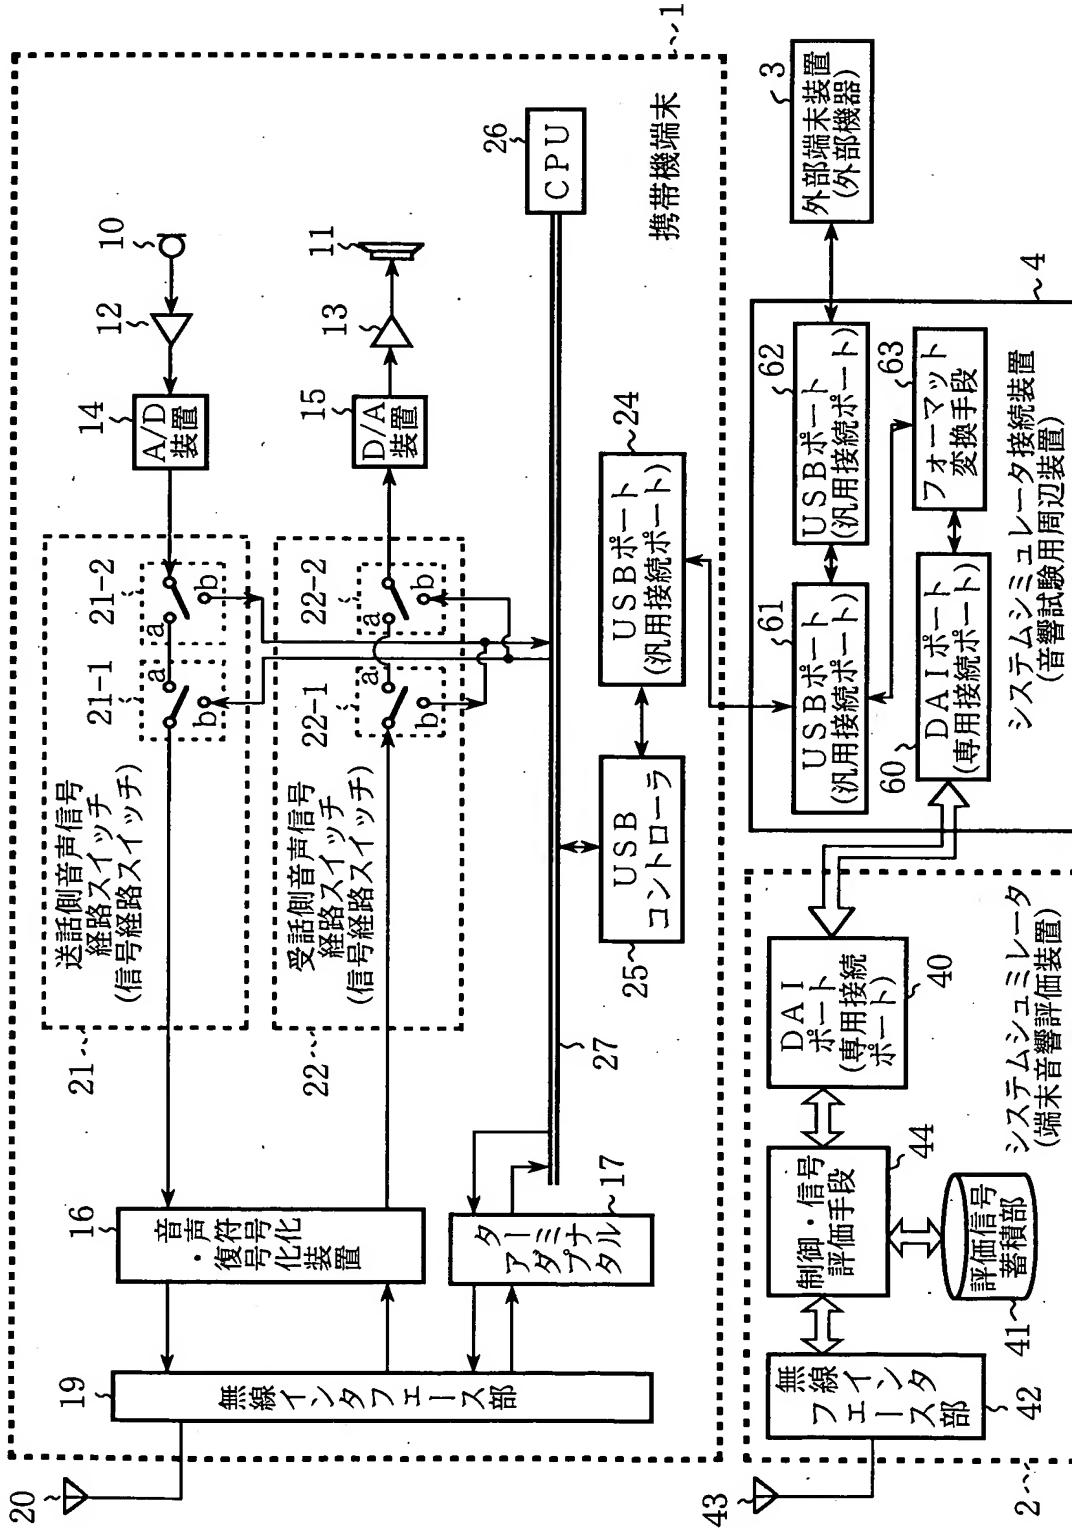 20
19
無線インタフェース部
16
音声符号化
・復号化
装置
ターミナル
アダプタ
17
21
送話側音声信号
経路スイッチ
(信号経路スイッチ)
21-1
a
b
21-2
a
b
14
A/D
装置
12
10
22
受話側音声信号
経路スイッチ
(信号経路スイッチ)
22-1
a
b
22-2
a
b
15
D/A
装置
13
11
27
26
CPU
25
USB
コントローラ
24
USBポート
(汎用接続ポート)
携帯機端末
1
43
2
無線
インタ
フェ
ース部
42
制御・信号
評価手段
44
評価信号
蓄積部
41
DAI
ポート
(専用接続
ポート)
40
システムシュミレータ
(端末音響評価装置)
61
USBポート
(汎用接続ポート)
62
USBポート
(汎用接続ポート)
60
DAIポート
(専用接続ポート)
63
フォーマット
変換手段
システムシミュレータ接続装置
(音響試験用周辺装置)
4
3
外部端末装置
(外部機器)